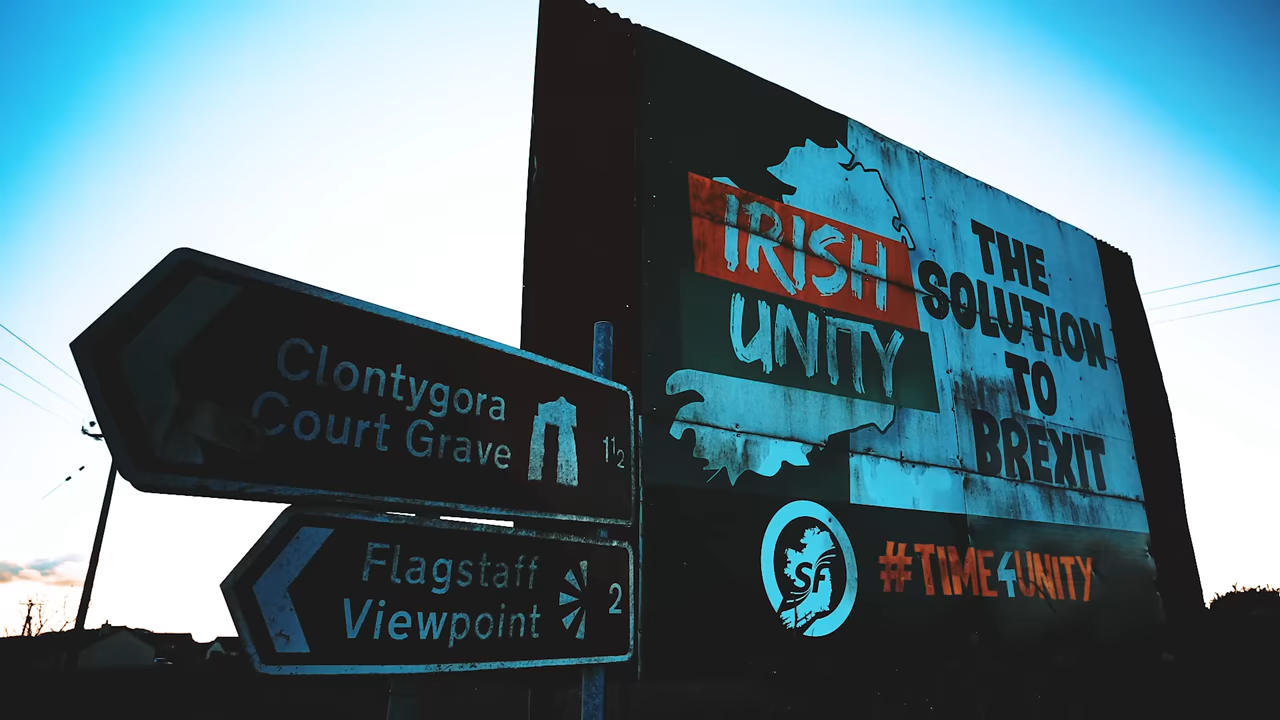 Clontygora
Court Grave
1½
Flagstaff
Viewpoint
2
IRISH
UNITY
THE
SOLUTION
TO
BREXIT
SF
#TIME4UNITY